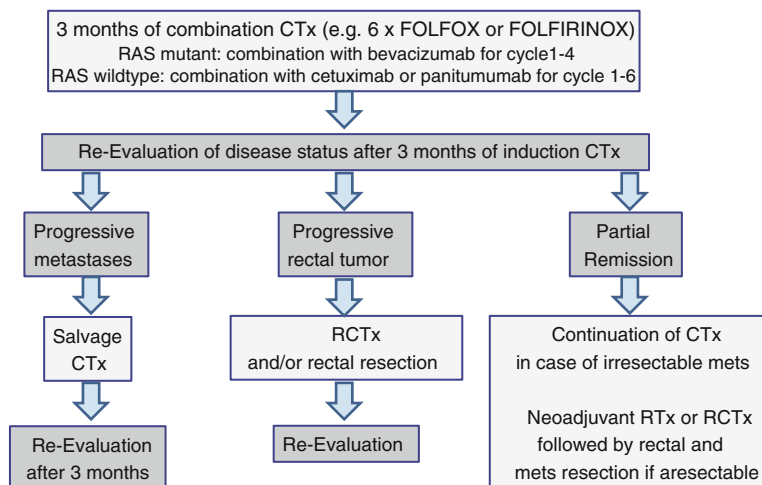 3 months of combination CTx (e.g. 6 x FOLFOX or FOLFIRINOX)
RAS mutant: combination with bevacizumab for cycle1-4
RAS wildtype: combination with cetuximab or panitumumab for cycle 1-6
Re-Evaluation of disease status after 3 months of induction CTx
Progressive
metastases
Progressive
rectal tumor
Partial
Remission
Salvage
CTx
RCTx
and/or rectal resection
Continuation of CTx
in case of irresectable mets
Neoadjuvant RTx or RCTx
followed by rectal and
mets resection if aresectable
Re-Evaluation
after 3 months
Re-Evaluation